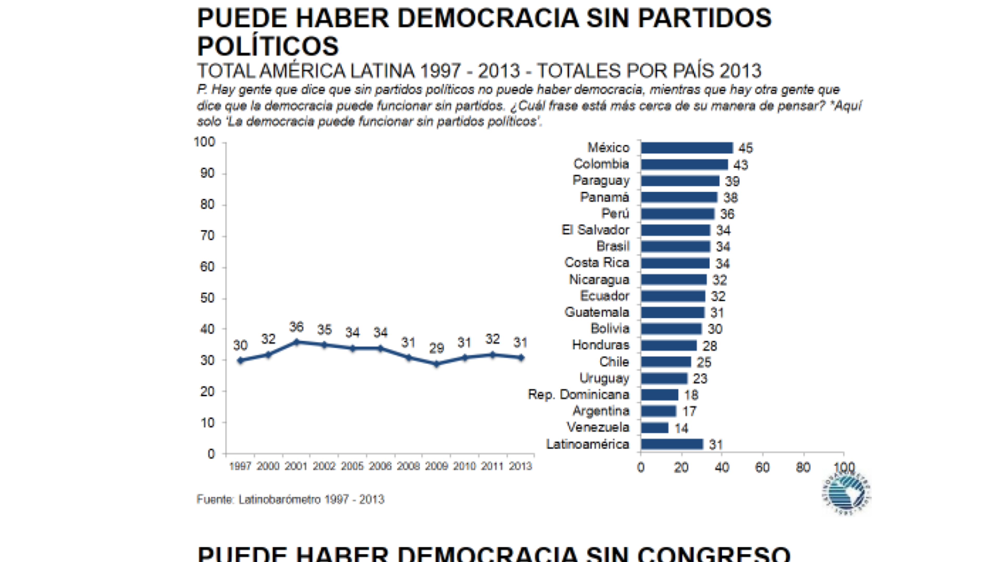 PUEDE HABER DEMOCRACIA SIN PARTIDOS
POLÍTICOS
TOTAL AMÉRICA LATINA 1997 - 2013 - TOTALES POR PAÍS 2013
P. Hay gente que dice que sin partidos políticos no puede haber democracia, mientras que hay otra gente que
dice que la democracia puede funcionar sin partidos. ¿Cuál frase está más cerca de su manera de pensar? *Aquí
solo ‘La democracia puede funcionar sin partidos políticos’.
100
90
80
70
60
50
40
30
20
10
0
30 32 36 35 34 34 31 29 31 32 31
1997 2000 2001 2002 2005 2006 2008 2009 2010 2011 2013
México 45
Colombia 43
Paraguay 39
Panamá 38
Perú 36
El Salvador 34
Brasil 34
Costa Rica 34
Nicaragua 32
Ecuador 32
Guatemala 31
Bolivia 30
Honduras 28
Chile 25
Uruguay 23
Rep. Dominicana 18
Argentina 17
Venezuela 14
Latinoamérica 31
0 20 40 60 80 100
Fuente: Latinobarómetro 1997 - 2013
PUEDE HABER DEMOCRACIA SIN CONGRESO